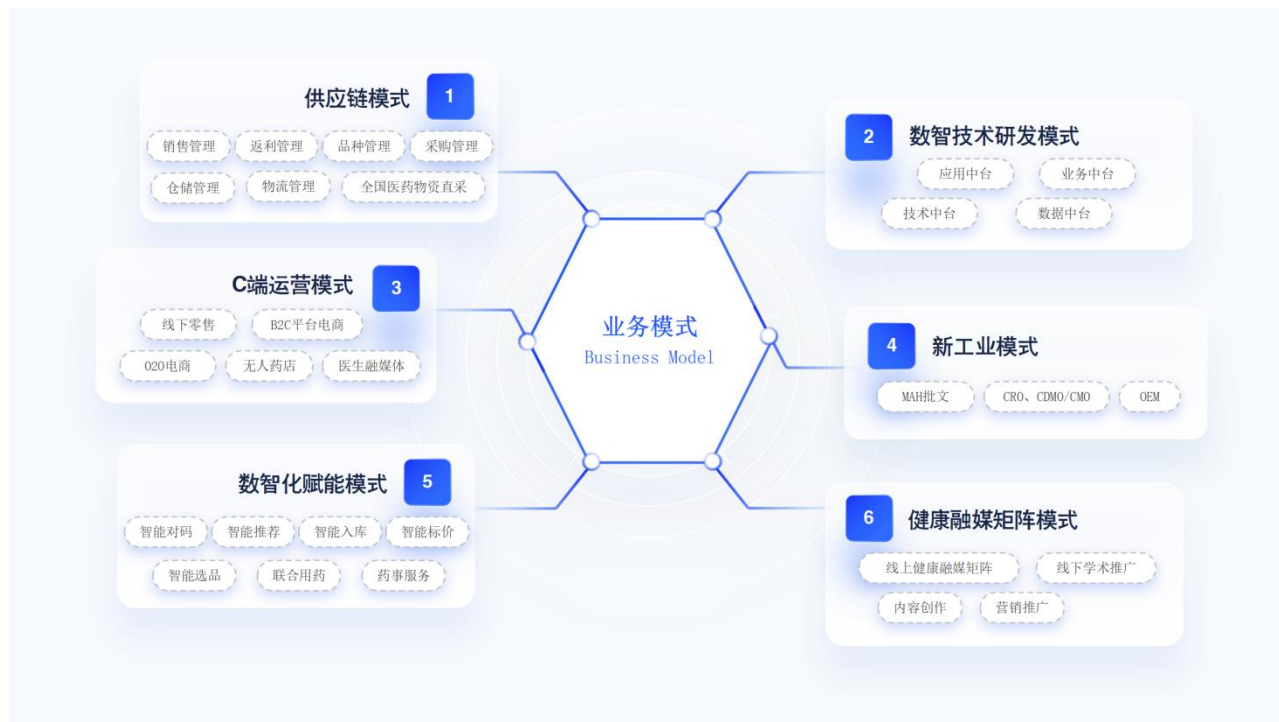 供应链模式 1
销售管理 返利管理 品种管理 采购管理
仓储管理 物流管理 全国医药物资直采
2 数智技术研发模式
应用中台 业务中台
技术中台 数据中台
C端运营模式 3
线下零售 B2C平台电商
O2O电商 无人药店 医生融媒体
业务模式
Business Model
4 新工业模式
MAH批文 CRO、CDMO/CMO OEM
数智化赋能模式 5
智能对码 智能推荐 智能入库 智能标价
智能选品 联合用药 药事服务
6 健康融媒矩阵模式
线上健康融媒矩阵 线下学术推广
内容创作 营销推广